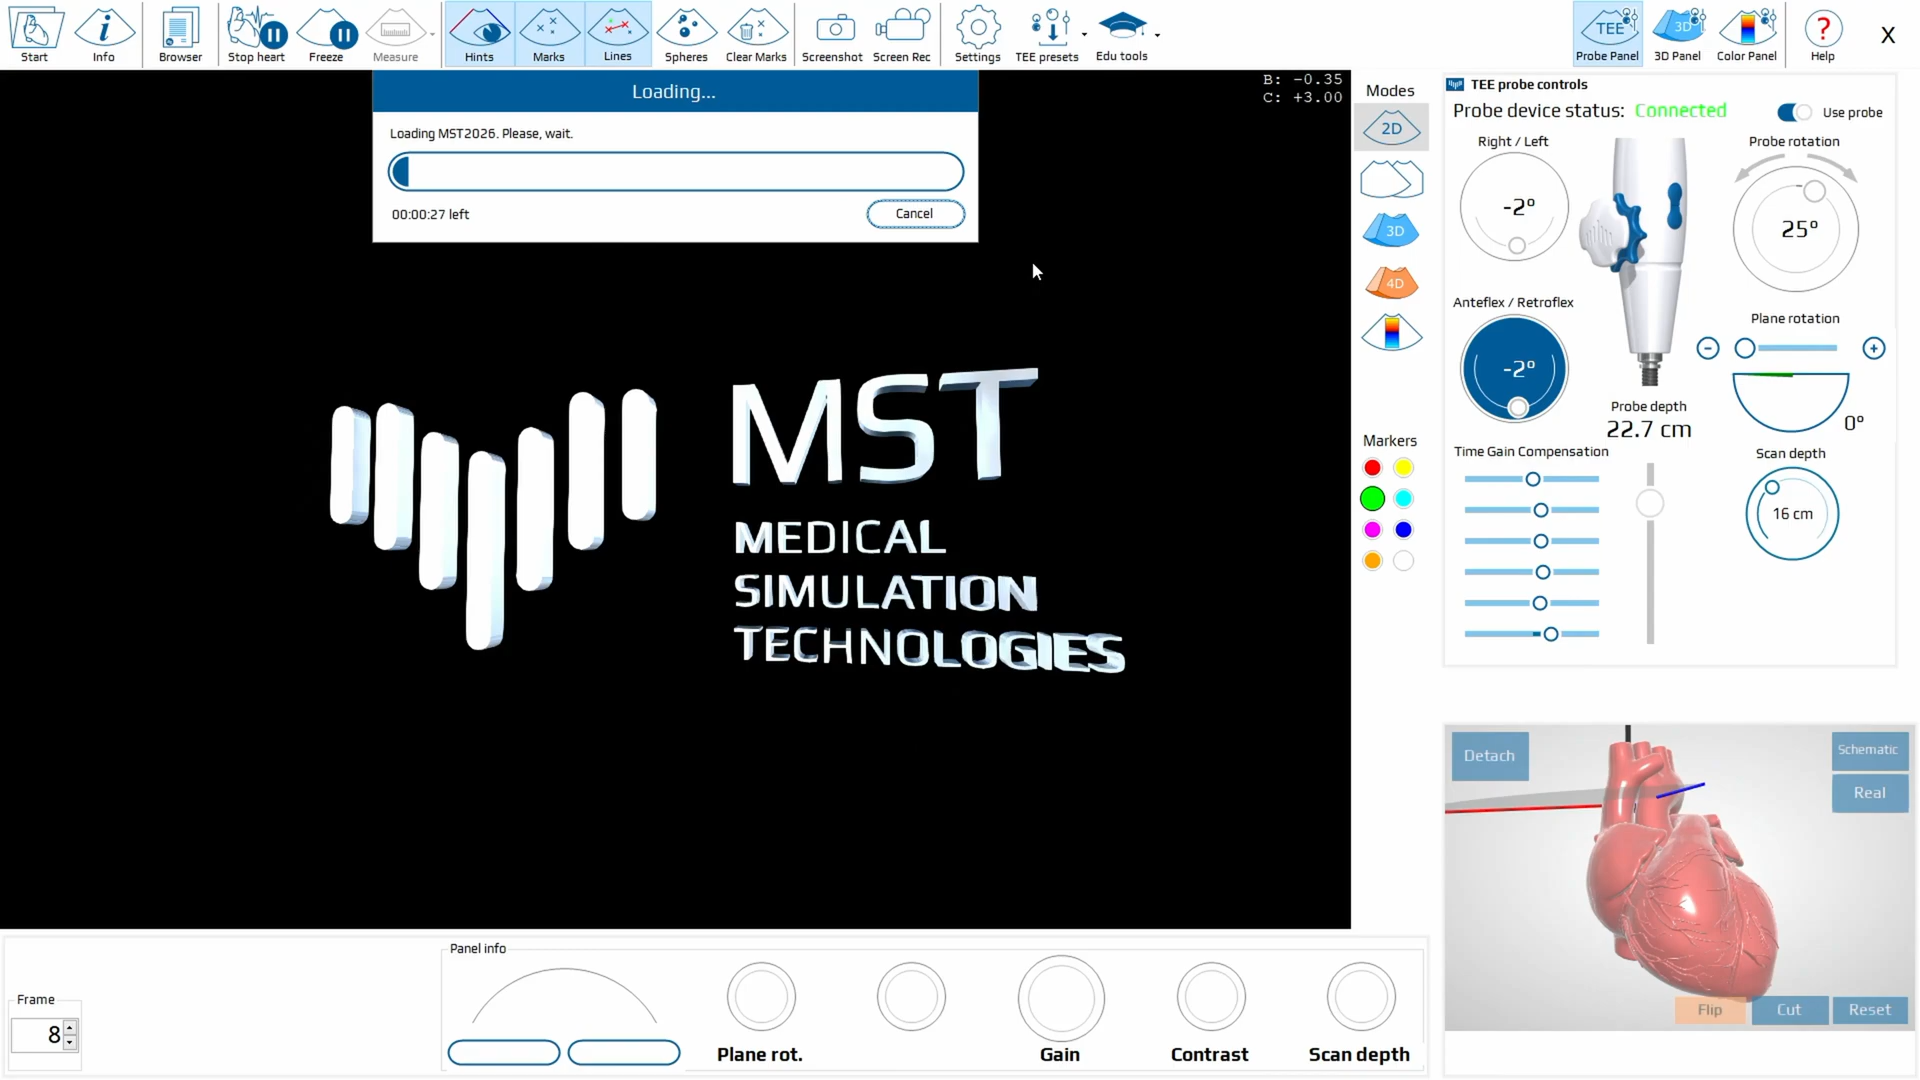 Start
Info
Browser
Stop heart
Freeze
Measure
Hints
Marks
Lines
Spheres
Clear Marks
Screenshot
Screen Rec
Settings
TEE presets
Edu tools
TEE
Probe Panel
3D
3D Panel
Color Panel
?
Help
X
Loading...
Loading MST2026. Please, wait.
00:00:27 left
Cancel
B: -0.35
C: +3.00
MST
MEDICAL
SIMULATION
TECHNOLOGIES
Modes
2D
3D
4D
Markers
TEE probe controls
Probe device status: Connected
Use probe
Right / Left
-2°
Probe rotation
25°
Anteflex / Retroflex
-2°
Plane rotation
0°
Probe depth
22.7 cm
Time Gain Compensation
Scan depth
16 cm
Detach
Schematic
Real
Flip
Cut
Reset
Frame
8
Panel info
Plane rot.
Gain
Contrast
Scan depth